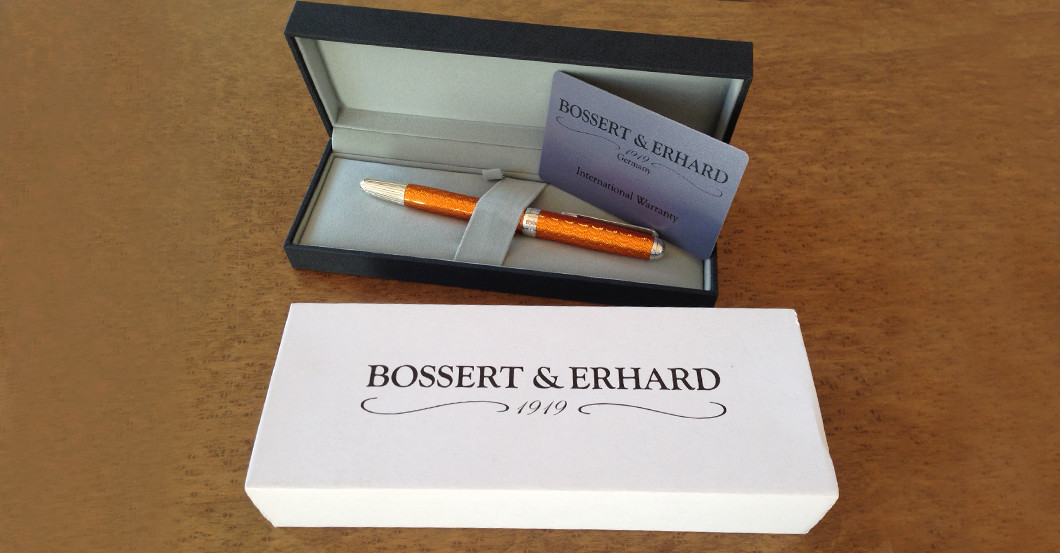 BOSSERT & ERHARD
1919
Germany
International Warranty
BOSSERT & ERHARD
1919